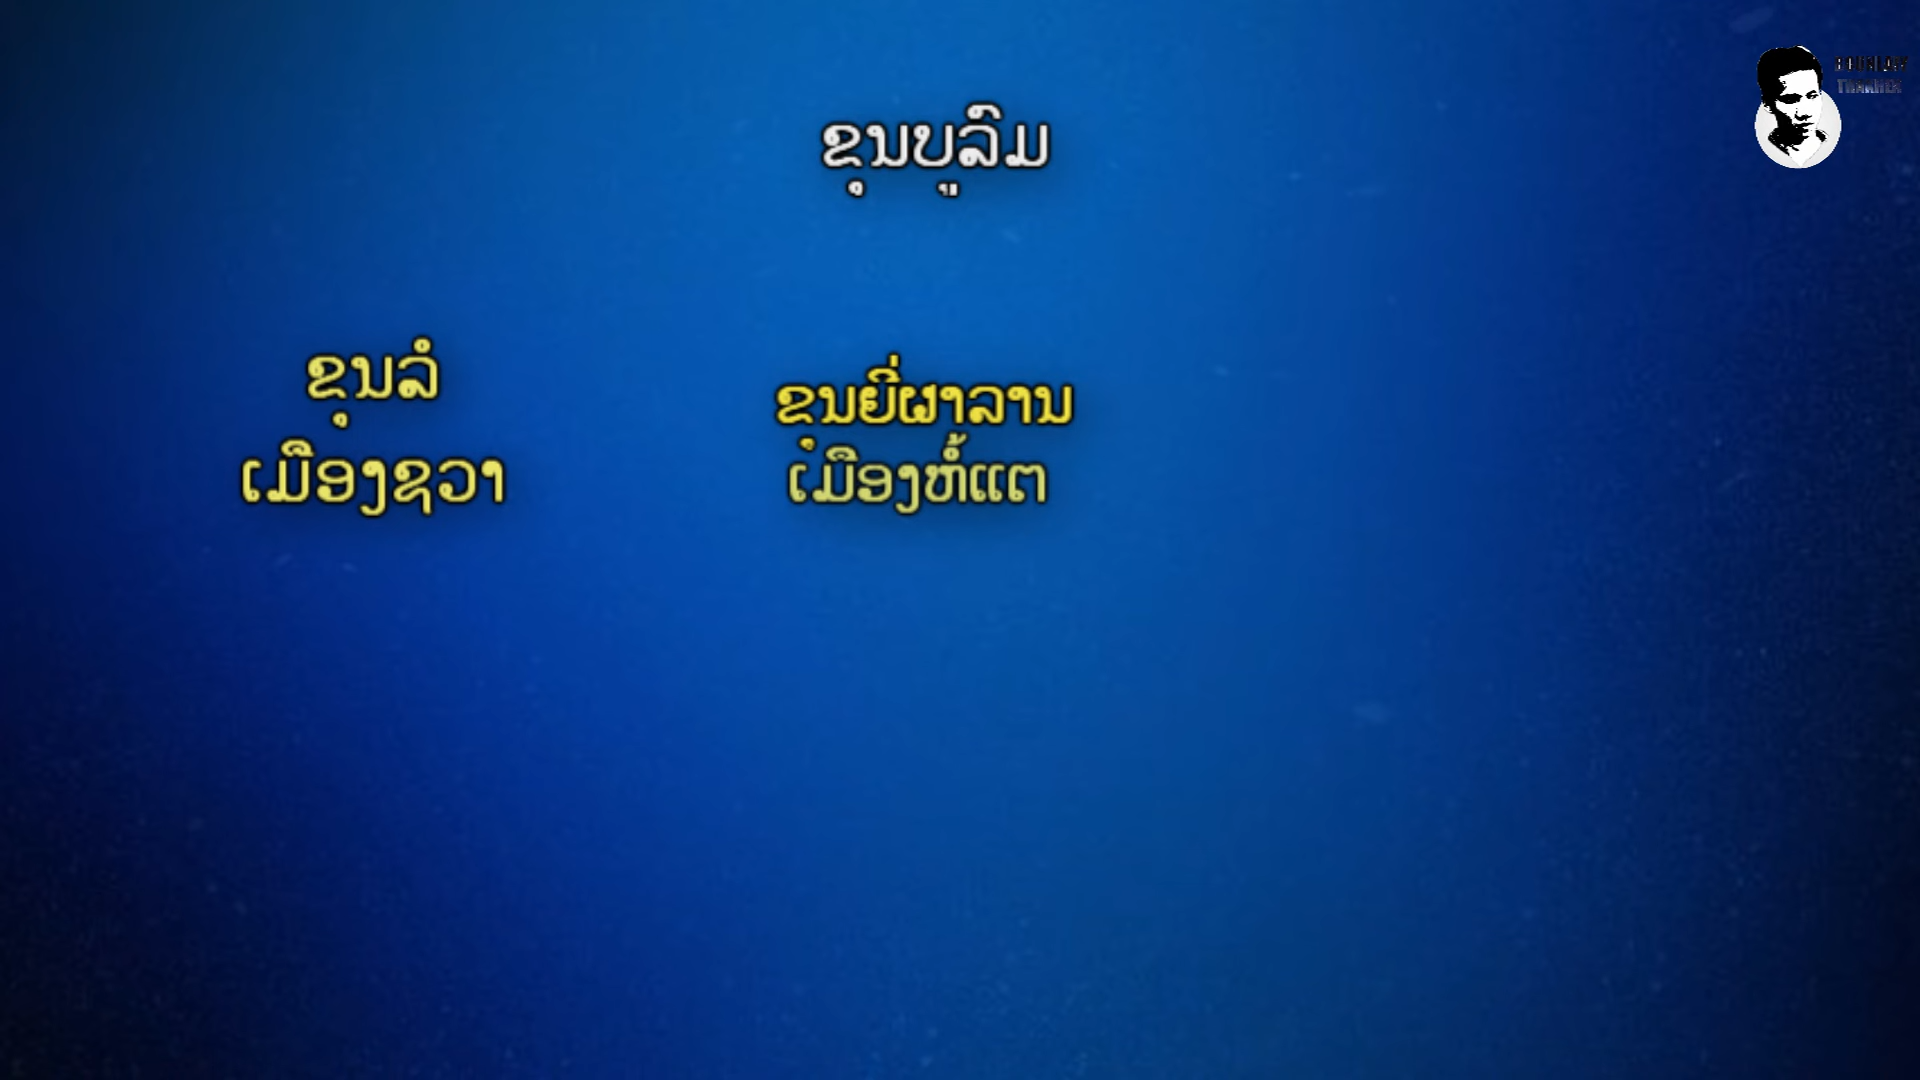 ຂຸນບູລົມ
ຂຸນລໍ
ເມືອງຊວາ
ຂຸນຍີ່ຜາລານ
ເມືອງຫໍ້ແຕ